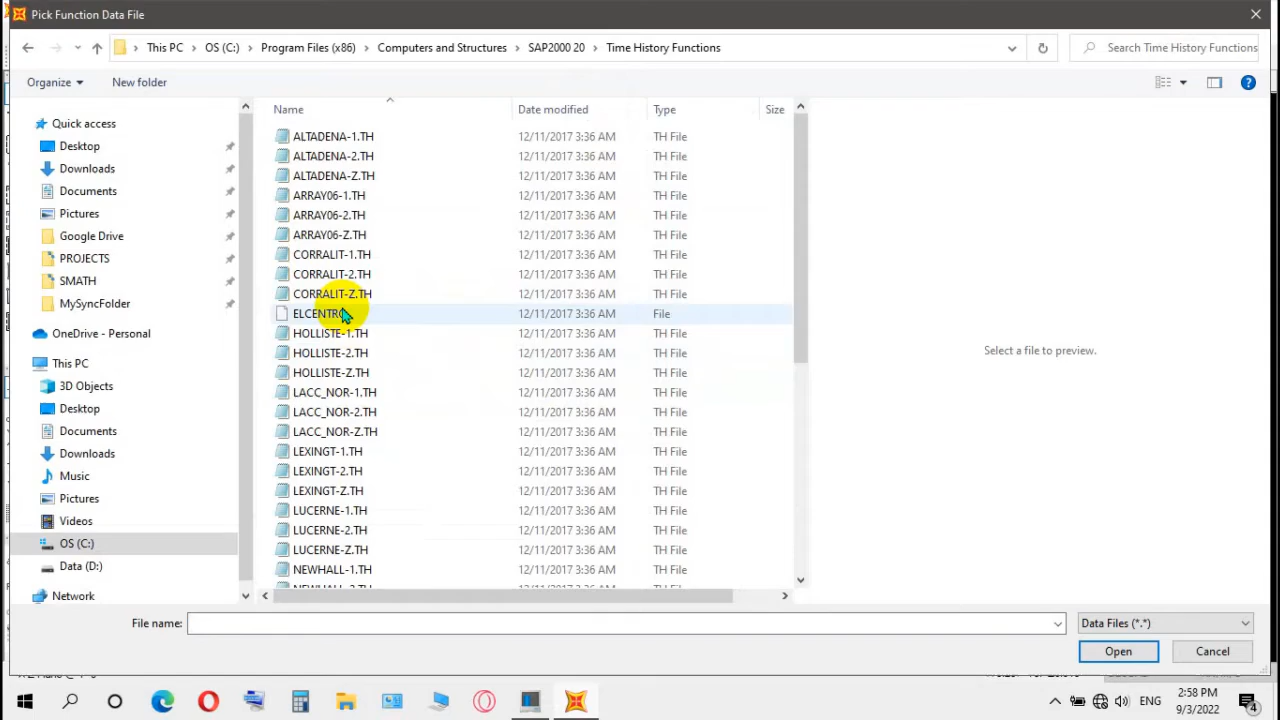 Pick Function Data File
This PC > OS (C:) > Program Files (x86) > Computers and Structures > SAP2000 20 > Time History Functions
Search Time History Functions
Organize
New folder
Quick access
Desktop
Downloads
Documents
Pictures
Google Drive
PROJECTS
SMATH
MySyncFolder
OneDrive - Personal
This PC
3D Objects
Desktop
Documents
Downloads
Music
Pictures
Videos
OS (C:)
Data (D:)
Network
Name Date modified Type Size
ALTADENA-1.TH 12/11/2017 3:36 AM TH File
ALTADENA-2.TH 12/11/2017 3:36 AM TH File
ALTADENA-Z.TH 12/11/2017 3:36 AM TH File
ARRAY06-1.TH 12/11/2017 3:36 AM TH File
ARRAY06-2.TH 12/11/2017 3:36 AM TH File
ARRAY06-Z.TH 12/11/2017 3:36 AM TH File
CORRALIT-1.TH 12/11/2017 3:36 AM TH File
CORRALIT-2.TH 12/11/2017 3:36 AM TH File
CORRALIT-Z.TH 12/11/2017 3:36 AM TH File
ELCENTRO 12/11/2017 3:36 AM File
HOLLISTE-1.TH 12/11/2017 3:36 AM TH File
HOLLISTE-2.TH 12/11/2017 3:36 AM TH File
HOLLISTE-Z.TH 12/11/2017 3:36 AM TH File
LACC_NOR-1.TH 12/11/2017 3:36 AM TH File
LACC_NOR-2.TH 12/11/2017 3:36 AM TH File
LACC_NOR-Z.TH 12/11/2017 3:36 AM TH File
LEXINGT-1.TH 12/11/2017 3:36 AM TH File
LEXINGT-2.TH 12/11/2017 3:36 AM TH File
LEXINGT-Z.TH 12/11/2017 3:36 AM TH File
LUCERNE-1.TH 12/11/2017 3:36 AM TH File
LUCERNE-2.TH 12/11/2017 3:36 AM TH File
LUCERNE-Z.TH 12/11/2017 3:36 AM TH File
NEWHALL-1.TH 12/11/2017 3:36 AM TH File
Select a file to preview.
File name:
Data Files (*.*)
Open
Cancel
ENG
2:58 PM
9/3/2022
4